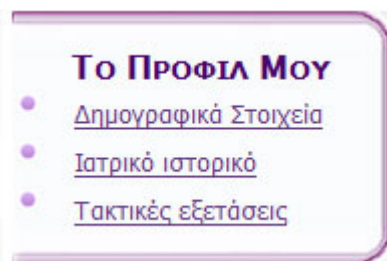 Το Προφιλ Μου
Δημογραφικά Στοιχεία
Ιατρικό ιστορικό
Τακτικές εξετάσεις